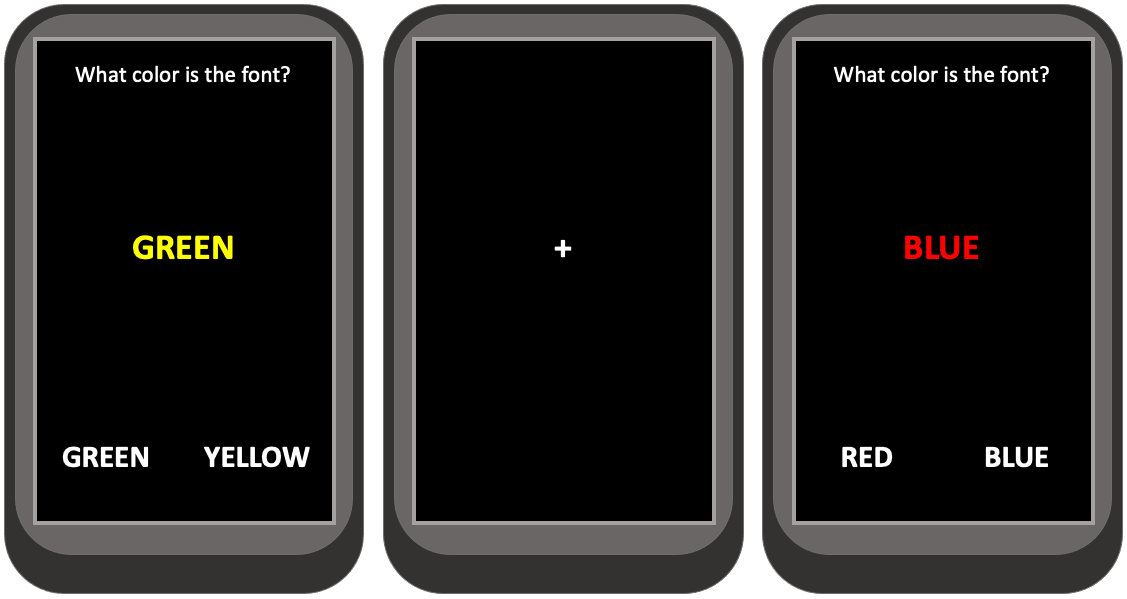 What color is the font?
GREEN
GREEN YELLOW
+
What color is the font?
BLUE
RED BLUE